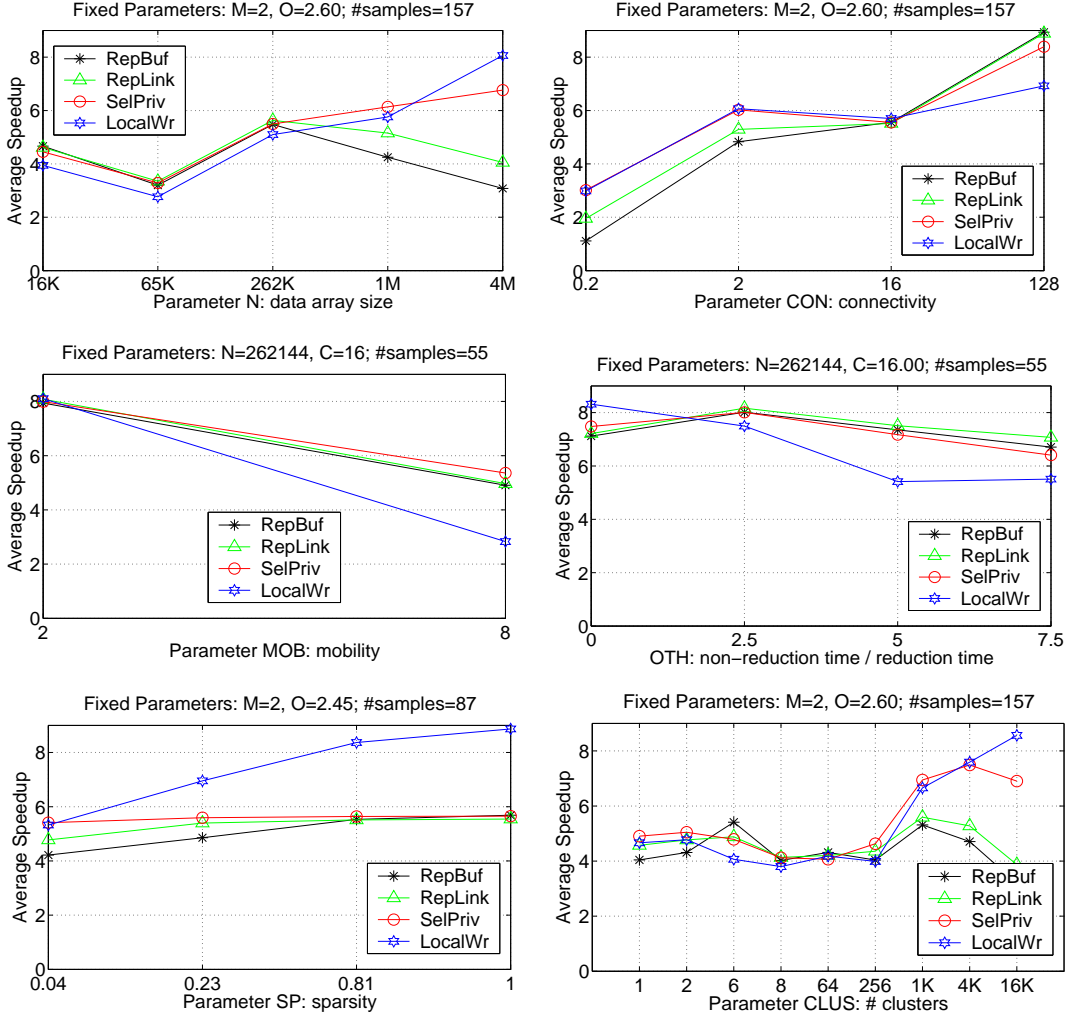 Fixed Parameters: M=2, O=2.60; #samples=157
8
6
4
2
0
Average Speedup
RepBuf
RepLink
SelPriv
LocalWr
16K 65K 262K 1M 4M
Parameter N: data array size
Fixed Parameters: M=2, O=2.60; #samples=157
8
6
4
2
0
Average Speedup
RepBuf
RepLink
SelPriv
LocalWr
0.2 2 16 128
Parameter CON: connectivity
Fixed Parameters: N=262144, C=16; #samples=55
8
6
4
2
0
Average Speedup
RepBuf
RepLink
SelPriv
LocalWr
2 8
Parameter MOB: mobility
Fixed Parameters: N=262144, C=16.00; #samples=55
8
6
4
2
0
Average Speedup
RepBuf
RepLink
SelPriv
LocalWr
0 2.5 5 7.5
OTH: non−reduction time / reduction time
Fixed Parameters: M=2, O=2.45; #samples=87
8
6
4
2
0
Average Speedup
RepBuf
RepLink
SelPriv
LocalWr
0.04 0.23 0.81 1
Parameter SP: sparsity
Fixed Parameters: M=2, O=2.60; #samples=157
8
6
4
2
0
Average Speedup
RepBuf
RepLink
SelPriv
LocalWr
1 2 6 8 64 256 1K 4K 16K
Parameter CLUS: # clusters